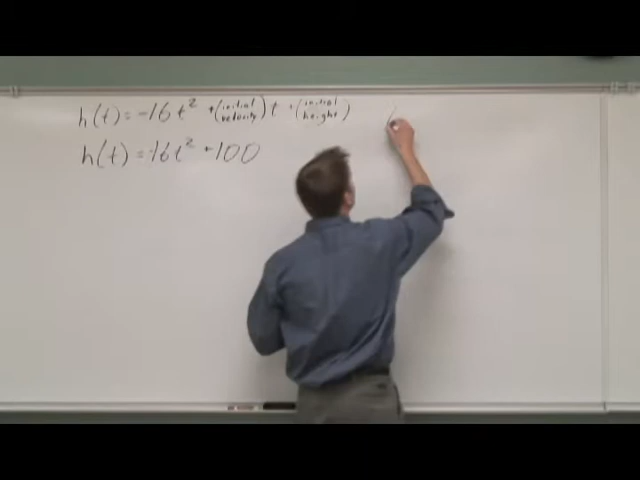 h(t) = -16t² + (initial velocity)t + (initial height)
h(t) = -16t² + 100